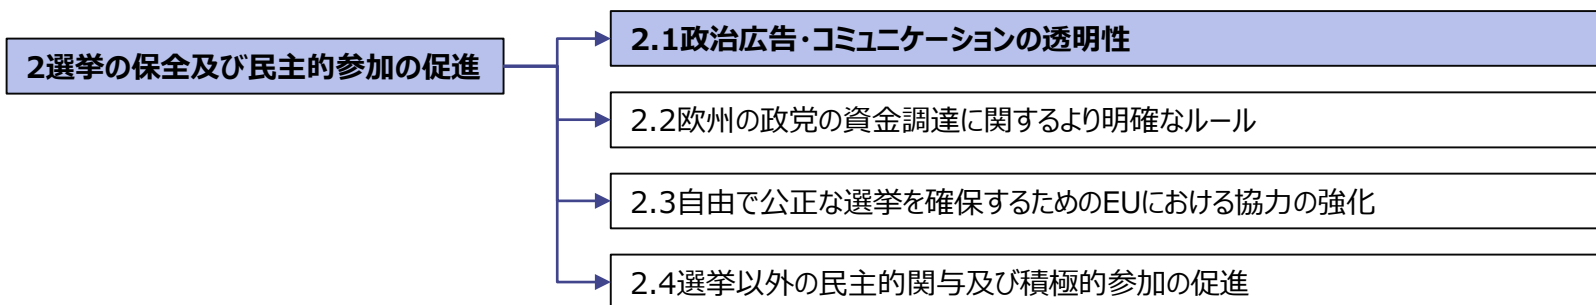 2選挙の保全及び民主的参加の促進
2.1政治広告・コミュニケーションの透明性
2.2欧州の政党の資金調達に関するより明確なルール
2.3自由で公正な選挙を確保するためのEUにおける協力の強化
2.4選挙以外の民主的関与及び積極的参加の促進